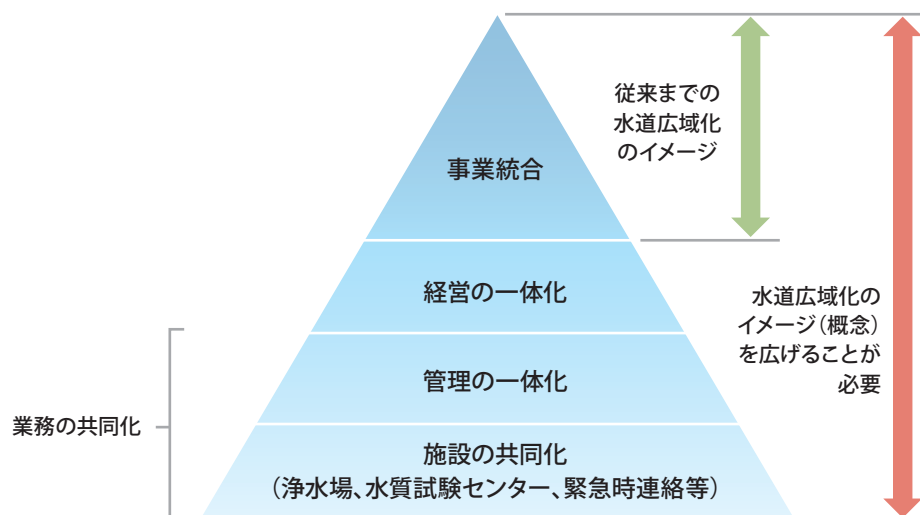 従来までの
水道広域化
のイメージ
事業統合
経営の一体化
水道広域化の
イメージ（概念）
を広げることが
必要
管理の一体化
業務の共同化
施設の共同化
（浄水場、水質試験センター、緊急時連絡等）